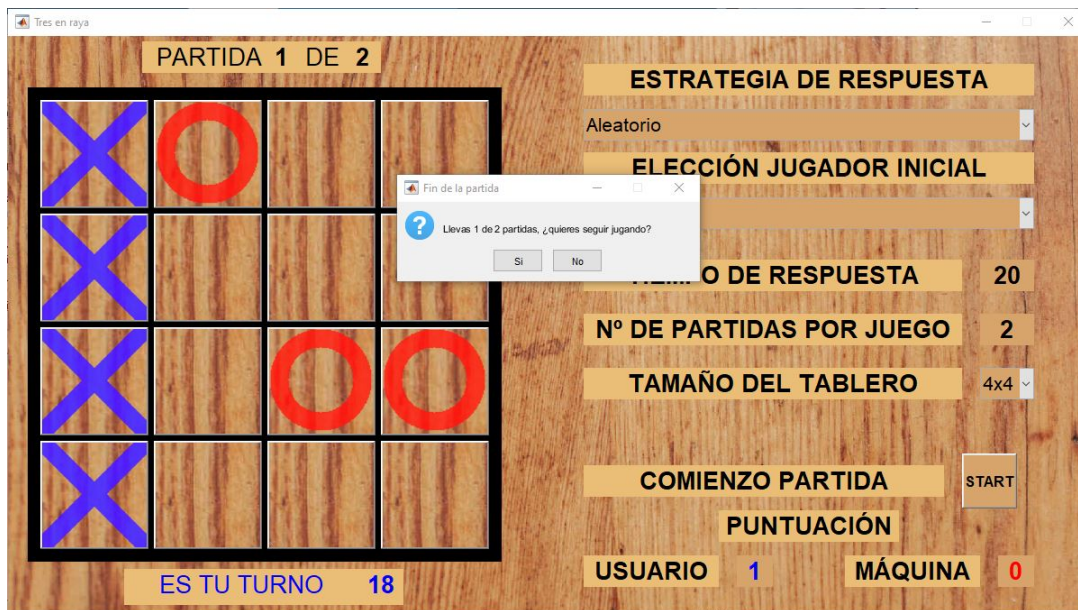 Tres en raya
PARTIDA 1 DE 2
ES TU TURNO 18
ESTRATEGIA DE RESPUESTA
Aleatorio
ELECCIÓN JUGADOR INICIAL
Fin de la partida
Llevas 1 de 2 partidas, ¿quieres seguir jugando?
Si No
O DE RESPUESTA 20
Nº DE PARTIDAS POR JUEGO 2
TAMAÑO DEL TABLERO 4x4
COMIENZO PARTIDA START
PUNTUACIÓN
USUARIO 1 MÁQUINA 0